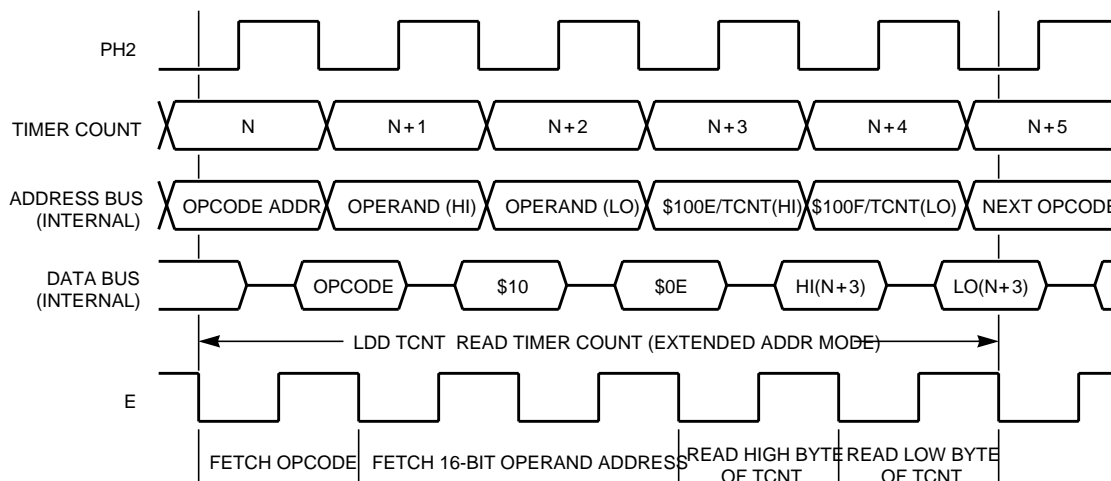 PH2
TIMER COUNT N N+1 N+2 N+3 N+4 N+5
ADDRESS BUS
(INTERNAL) OPCODE ADDR OPERAND (HI) OPERAND (LO) $100E/TCNT(HI) $100F/TCNT(LO) NEXT OPCODE
DATA BUS
(INTERNAL) OPCODE $10 $0E HI(N+3) LO(N+3)
LDD TCNT READ TIMER COUNT (EXTENDED ADDR MODE)
E
FETCH OPCODE FETCH 16-BIT OPERAND ADDRESS READ HIGH BYTE READ LOW BYTE
OF TCNT OF TCNT